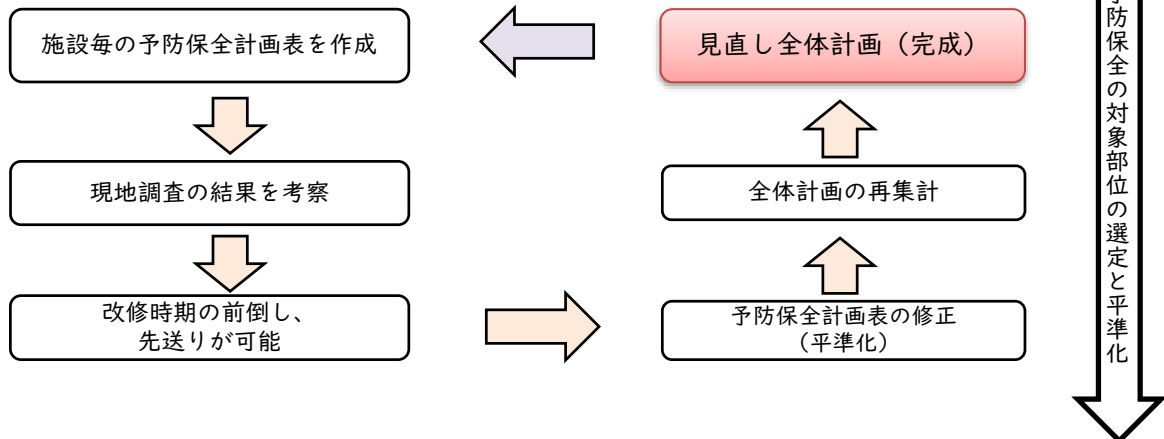 施設毎の予防保全計画表を作成
現地調査の結果を考察
改修時期の前倒し、
先送りが可能
見直し全体計画（完成）
全体計画の再集計
予防保全計画表の修正
（平準化）
防保全の対象部位の選定と平準化